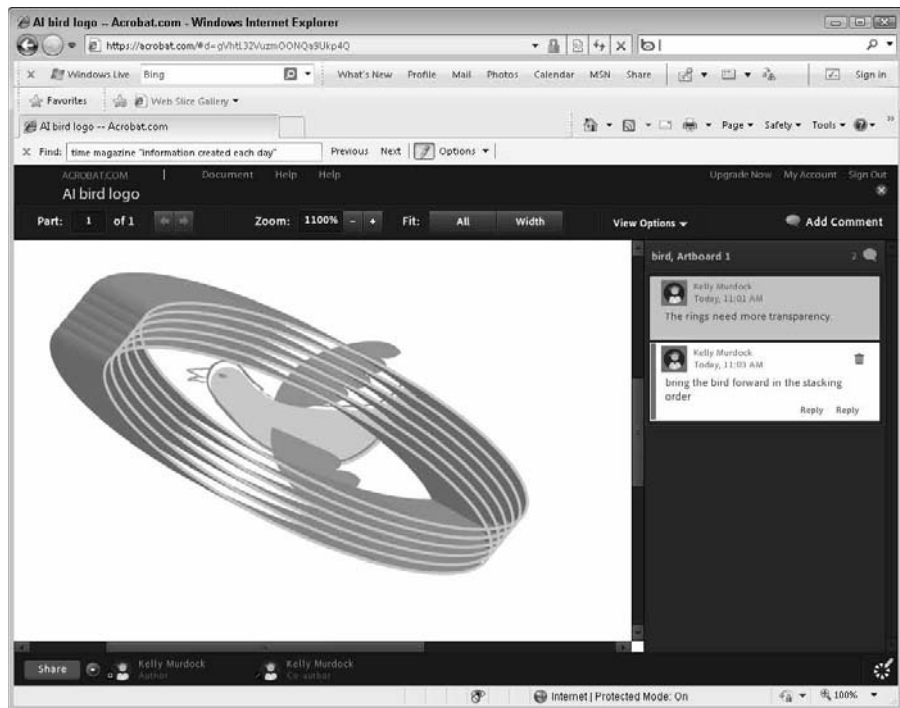 AI bird logo -- Acrobat.com - Windows Internet Explorer
https://acrobat.com/#d=gVhtL32VuzmOONQa9Ukp4Q
X Windows Live Bing What's New Profile Mail Photos Calendar MSN Share Sign in
Favorites Web Slice Gallery
AI bird logo -- Acrobat.com Page Safety Tools
X Find: time magazine "information created each day" Previous Next Options
ACROBAT.COM | Document Help Help Upgrade Now My Account Sign Out
AI bird logo
Part: 1 of 1 Zoom: 1100% - + Fit: All Width View Options Add Comment
bird, Artboard 1 2
Kelly Murdock
Today, 11:02 AM
The rings need more transparency.
Kelly Murdock
Today, 11:03 AM
bring the bird forward in the stacking
order
Reply Reply
Share Kelly Murdock Kelly Murdock
Author Co-author
Internet | Protected Mode: On 100%